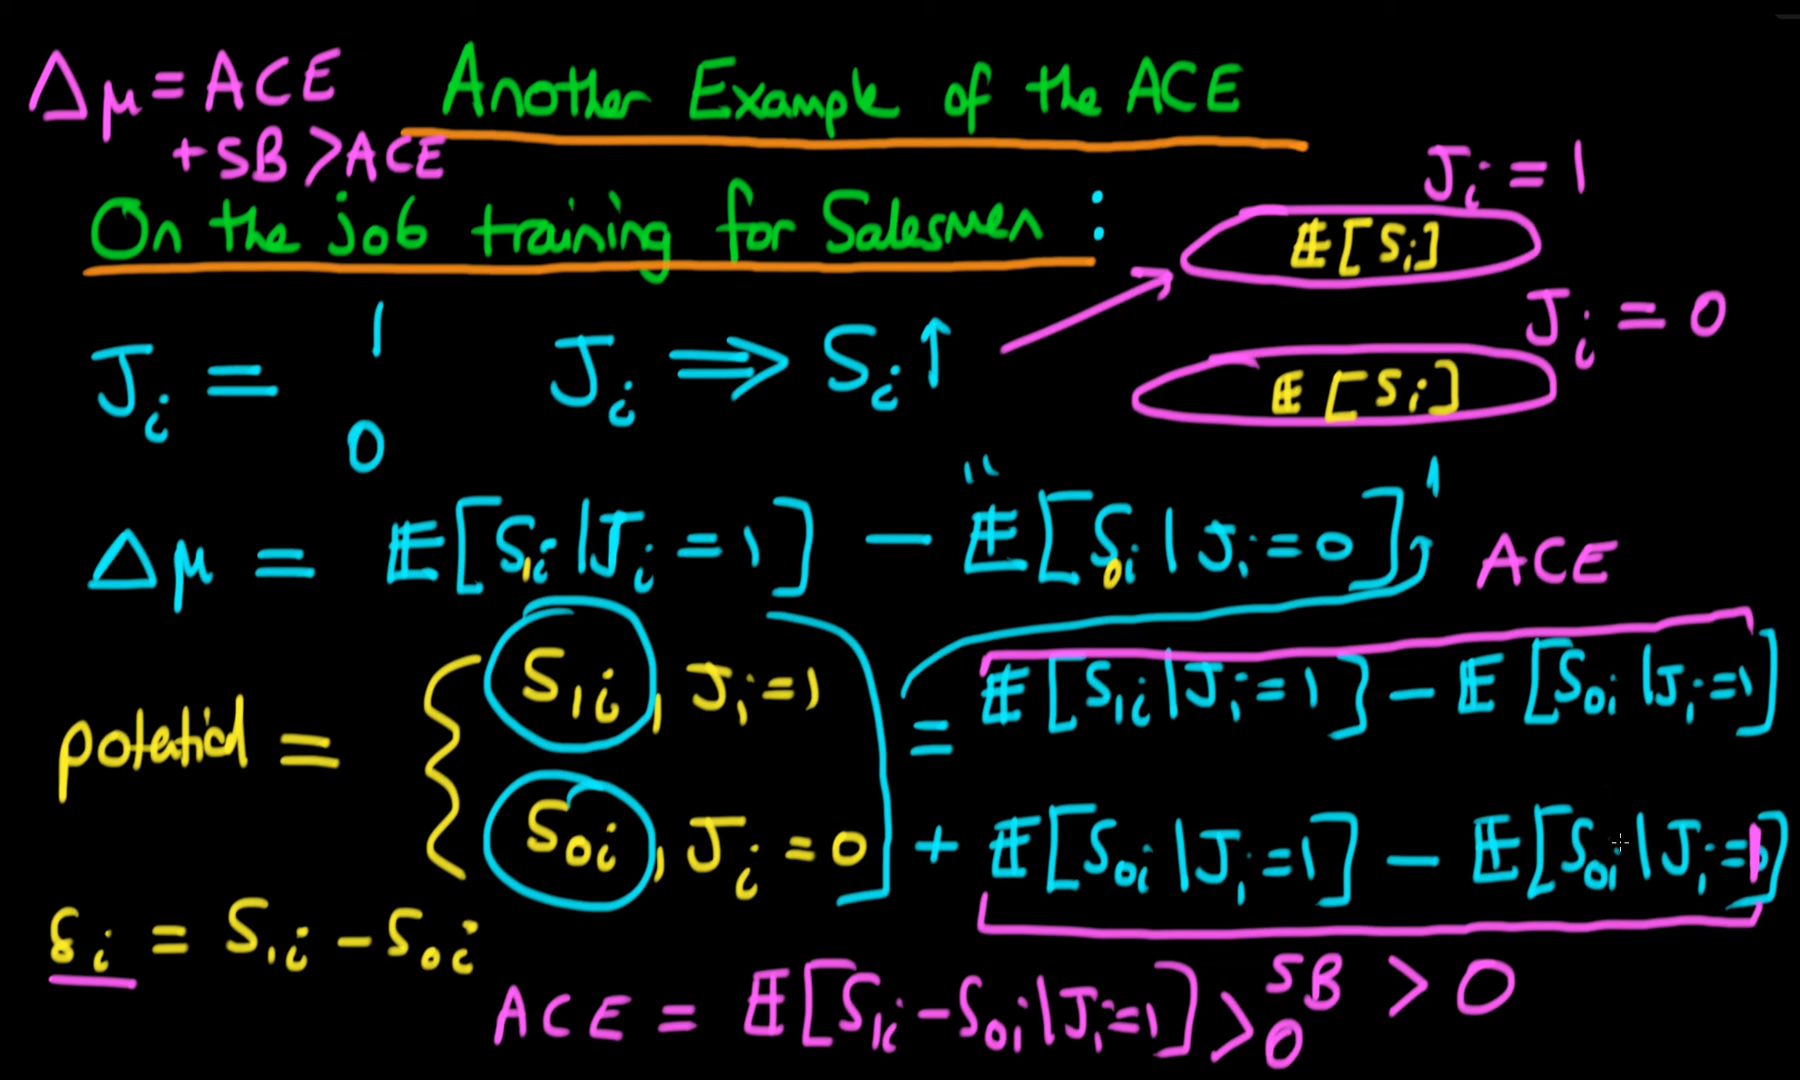 Δμ = ACE
+ SB > ACE
Another Example of the ACE
On the job training for Salesmen :
J_i = 1
𝔼[S_i]
J_i = 0
𝔼[S_i]
J_i = 1 0
J_i ⇒ S_i ↑
Δμ = 𝔼[S_1i | J_i = 1] − 𝔼[S_0i | J_i = 0]
ACE
potential = { S_1i, J_i = 1
S_0i, J_i = 0
= 𝔼[S_1i | J_i = 1] − 𝔼[S_0i | J_i = 1]
+ 𝔼[S_0i | J_i = 1] − 𝔼[S_0i | J_i = 0]
δ_i = S_1i − S_0i
SB > 0
ACE = 𝔼[S_1i − S_0i | J_i = 1] > 0